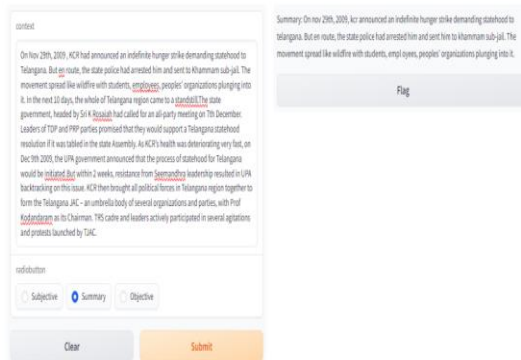 context
On Nov 29th, 2009, KCR had announced an indefinite hunger strike demanding statehood to
Telangana. But en route, the state police had arrested him and sent to Khammam sub-jail. The
movement spread like wildfire with students, employees, peoples' organizations plunging into
it. In the next 10 days, the whole of Telangana region came to a standstill.The state
government, headed by Sri K Rosaiah had called for an all-party meeting on 7th December.
Leaders of TDP and PRP parties promised that they would support a Telangana statehood
resolution if it was tabled in the state Assembly. As KCR's health was deteriorating very fast, on
Dec 9th 2009, the UPA government announced that the process of statehood for Telangana
would be initiated.But within 2 weeks, resistance from Seemandhra leadership resulted in UPA
backtracking on this issue. KCR then brought all political forces in Telangana region together to
form the Telangana JAC – an umbrella body of several organizations and parties, with Prof
Kodandaram as its Chairman. TRS cadre and leaders actively participated in several agitations
and protests launched by TJAC.
radiobutton
Subjective Summary Objective
Clear Submit
Summary: On nov 29th, 2009, kcr announced an indefinite hunger strike demanding statehood to
telangana. But en route, the state police had arrested him and sent him to khammam sub-jail. The
movement spread like wildfire with students, empl oyees, peoples' organizations plunging into it.
Flag